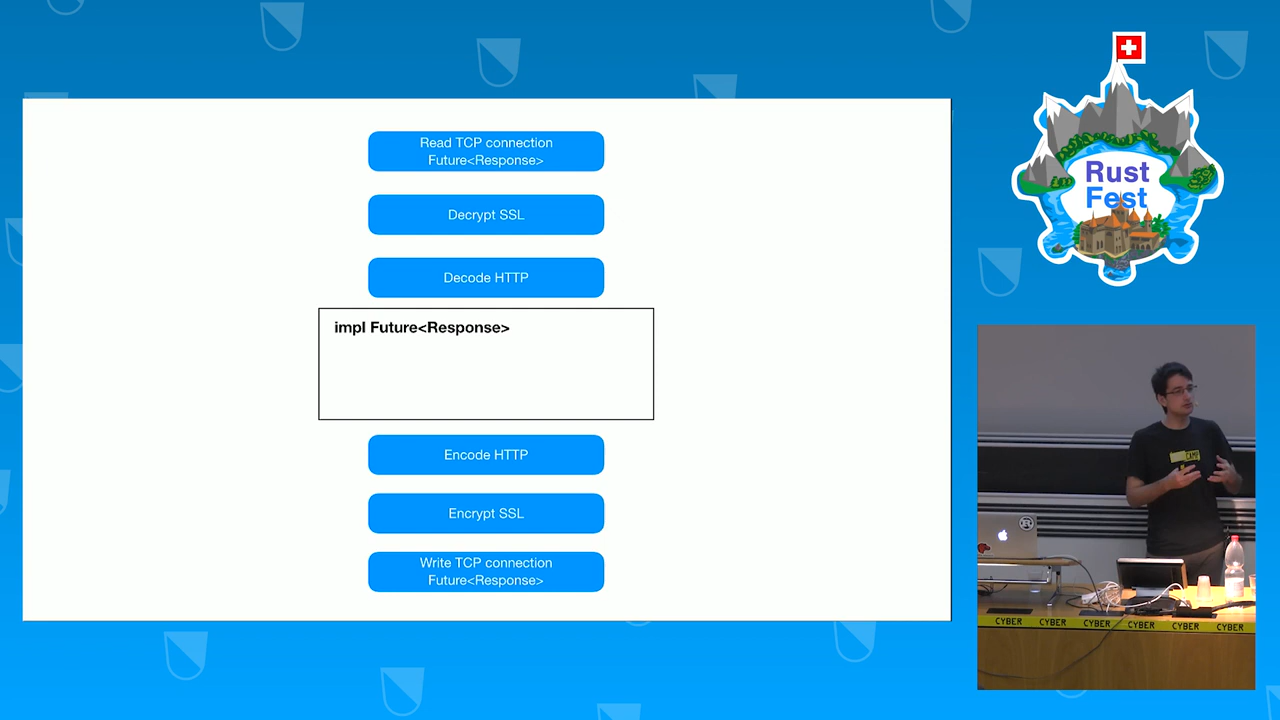 Read TCP connection
Future<Response>
Decrypt SSL
Decode HTTP
impl Future<Response>
Encode HTTP
Encrypt SSL
Write TCP connection
Future<Response>
Rust
Fest
CAMP
CYBER CYBER CYBER CYBER CYBER CYBER